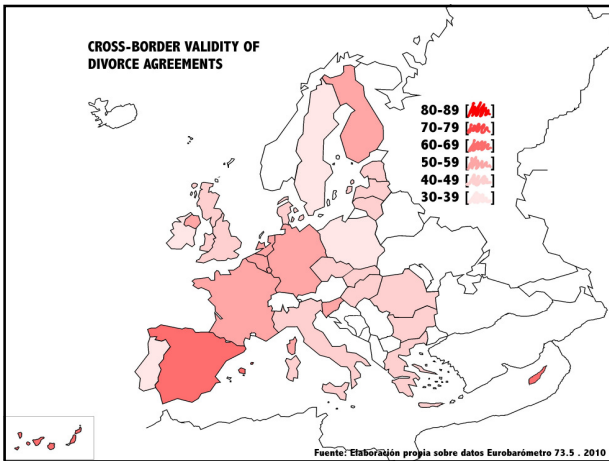 CROSS-BORDER VALIDITY OF
DIVORCE AGREEMENTS
80-89 [ ]
70-79 [ ]
60-69 [ ]
50-59 [ ]
40-49 [ ]
30-39 [ ]
Fuente: Elaboración propia sobre datos Eurobarómetro 73.5 . 2010